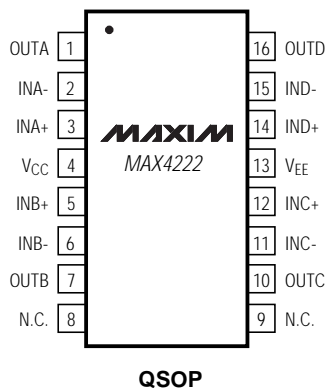 OUTA 1 16 OUTD
INA- 2 15 IND-
INA+ 3 14 IND+
MAXIM
VCC 4 MAX4222 13 VEE
INB+ 5 12 INC+
INB- 6 11 INC-
OUTB 7 10 OUTC
N.C. 8 9 N.C.
QSOP